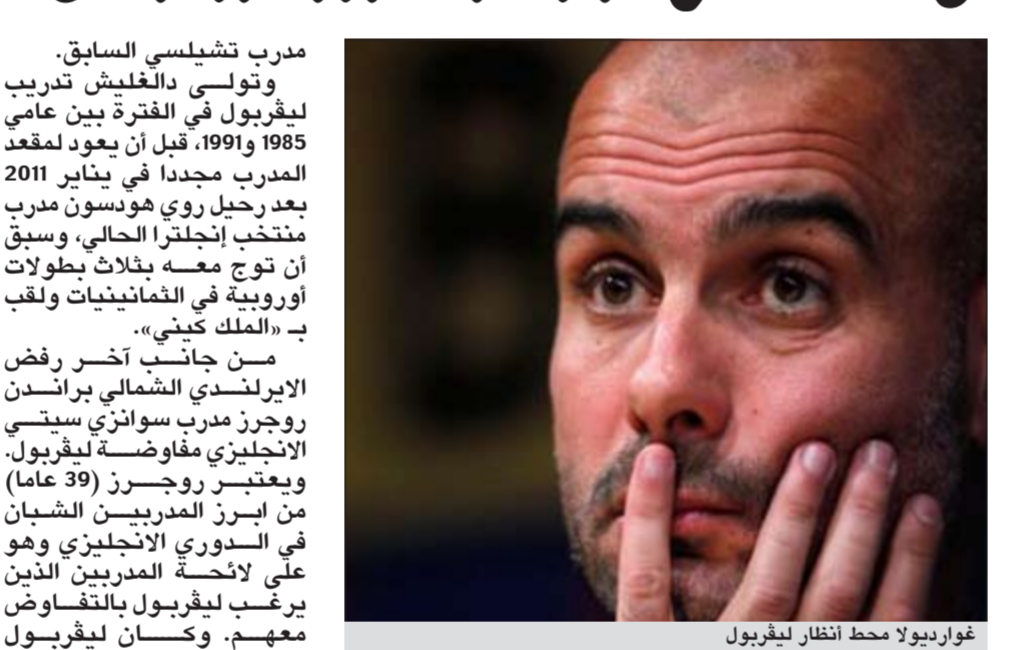 مدرب تشيلسي السابق.
وتولى دالغليش تدريب
ليڤربول في الفترة بين عامي
1985 و1991، قبل أن يعود لمقعد
المدرب مجددا في يناير 2011
بعد رحيل روي هودسون مدرب
منتخب إنجلترا الحالي، وسبق
أن توج معه بثلاث بطولات
أوروبية في الثمانينيات ولقب
بـ «الملك كيني».
من جانب آخر رفض
الايرلندي الشمالي براندن
روجرز مدرب سوانزي سيتي
الانجليزي مفاوضة ليڤربول.
ويعتبر روجرز (39 عاما)
من ابرز المدربين الشبان
في الدوري الانجليزي وهو
على لائحة المدربين الذين
يرغب ليڤربول بالتفاوض
معهم. وكان ليڤربول
غوارديولا محط أنظار ليڤربول